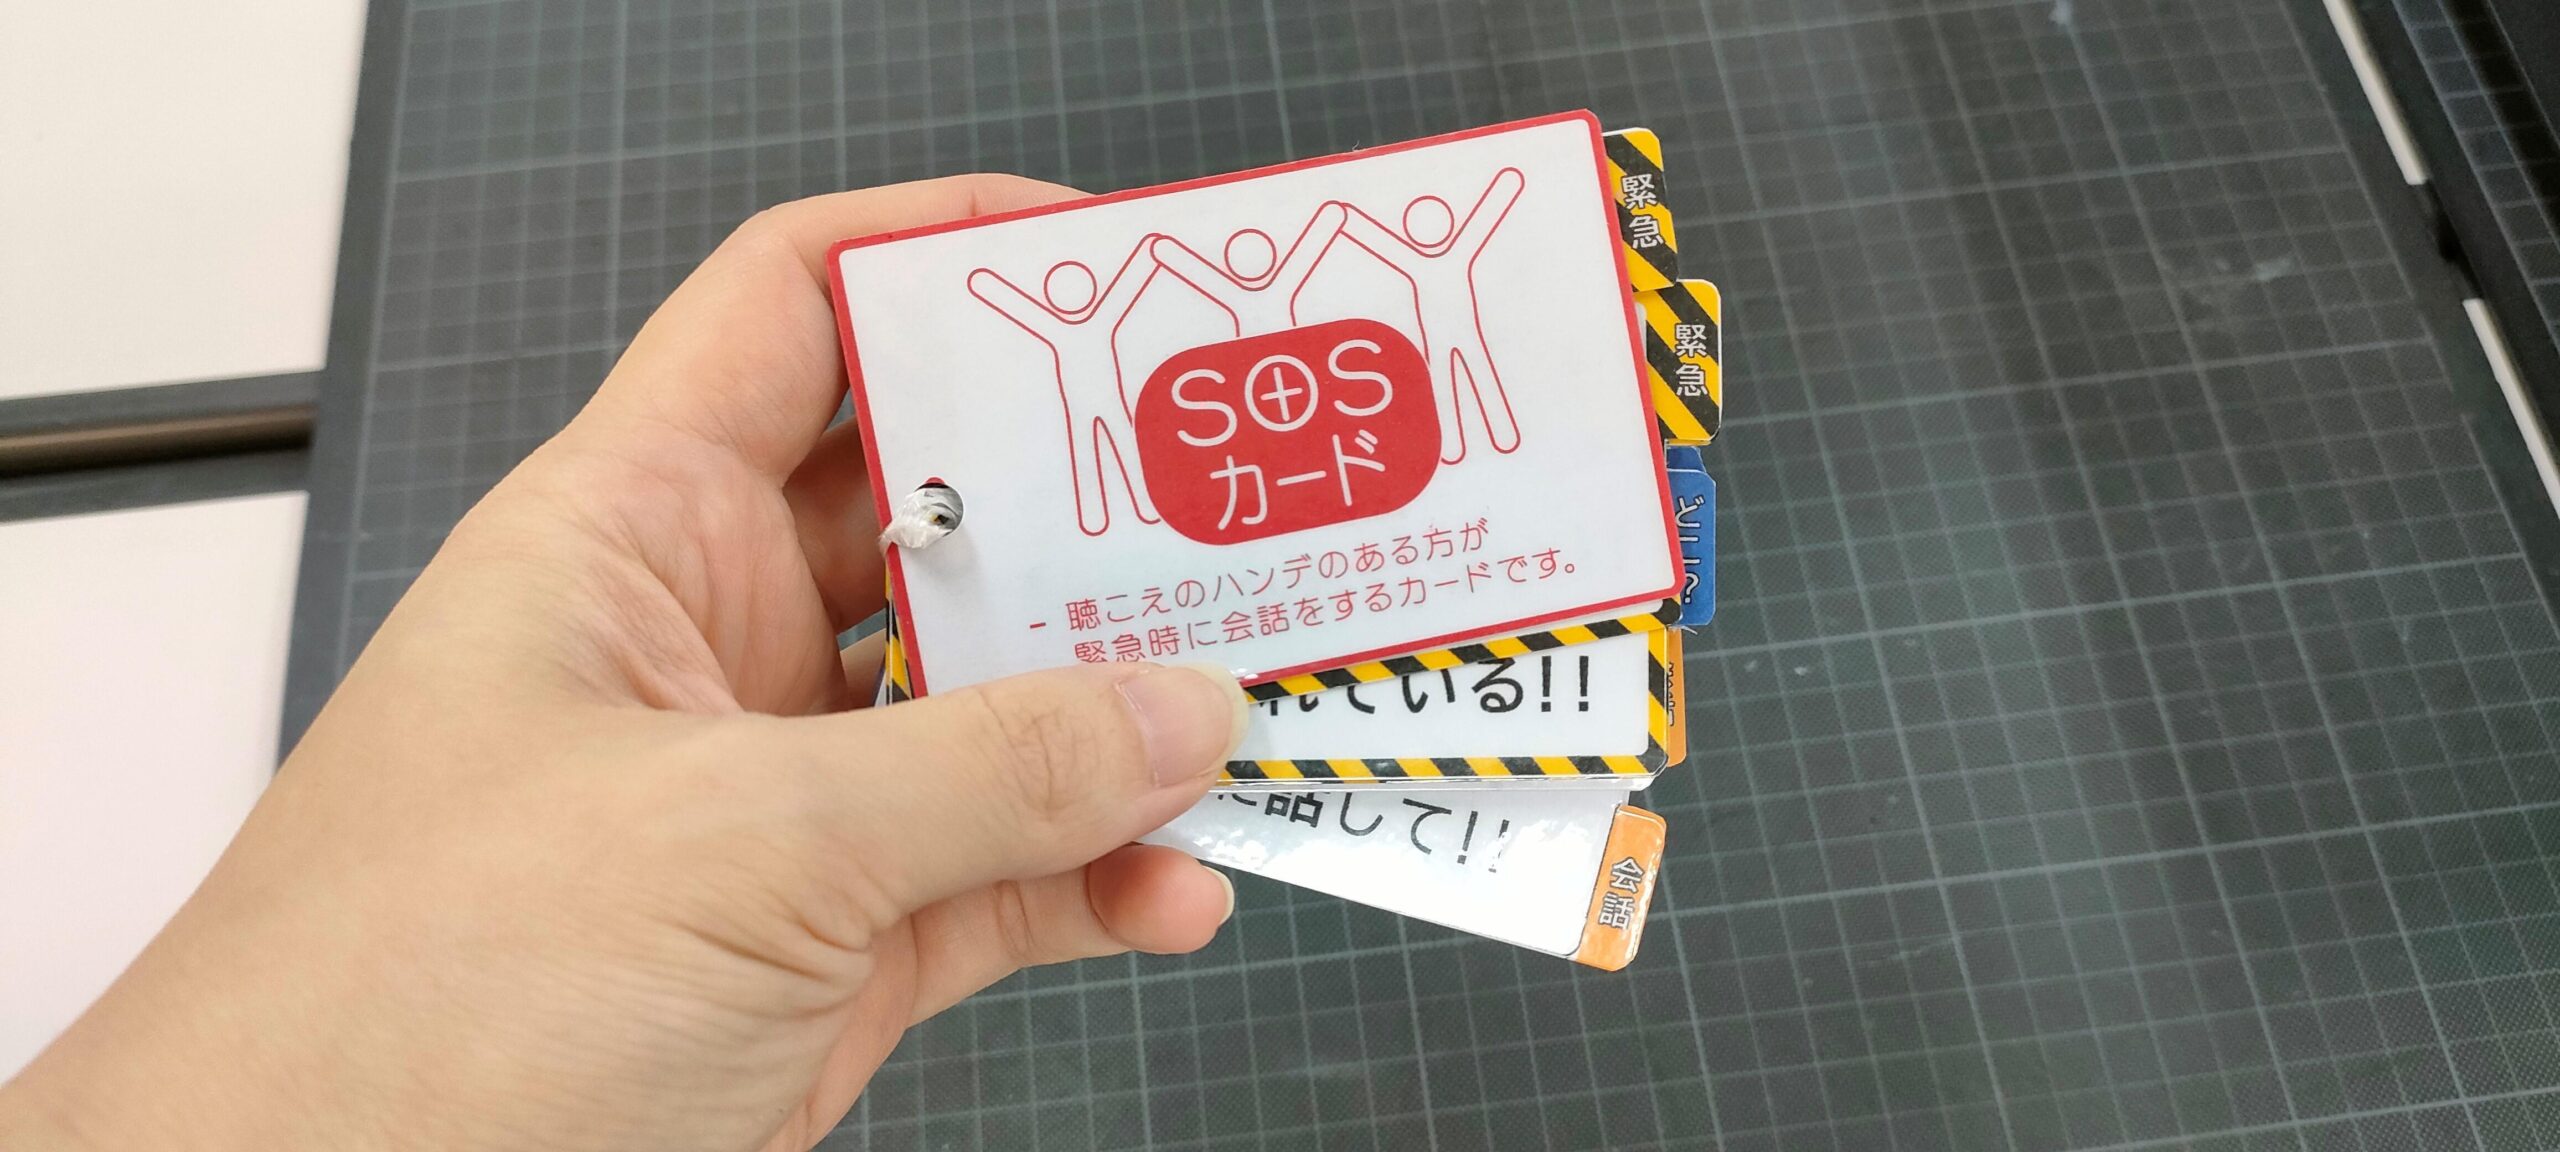 SOS
カード
- 聴こえのハンデのある方が
緊急時に会話をするカードです。
緊急
緊急
どこ?
ている!!
話して!!
会話